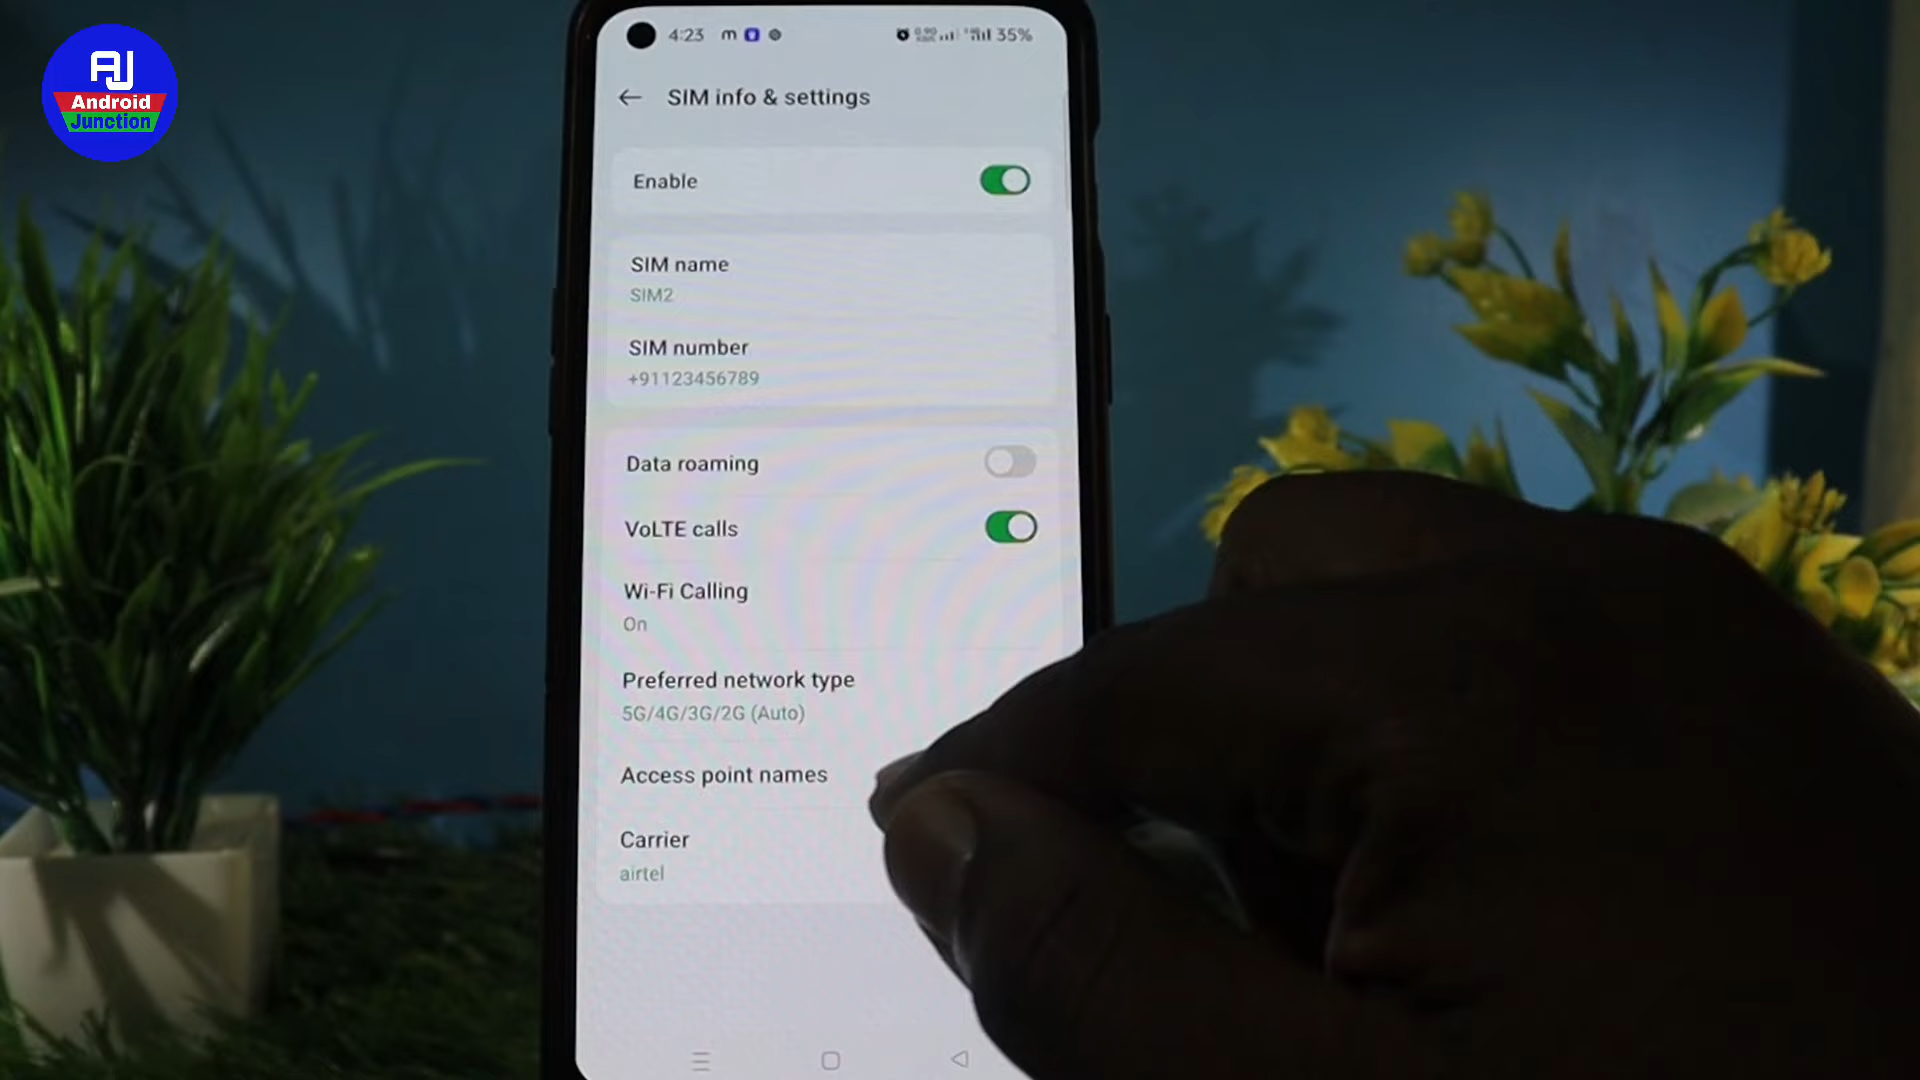 AJ
Android
Junction
4:23 m 35%
SIM info & settings
Enable
SIM name
SIM2
SIM number
+91123456789
Data roaming
VoLTE calls
Wi-Fi Calling
On
Preferred network type
5G/4G/3G/2G (Auto)
Access point names
Carrier
airtel